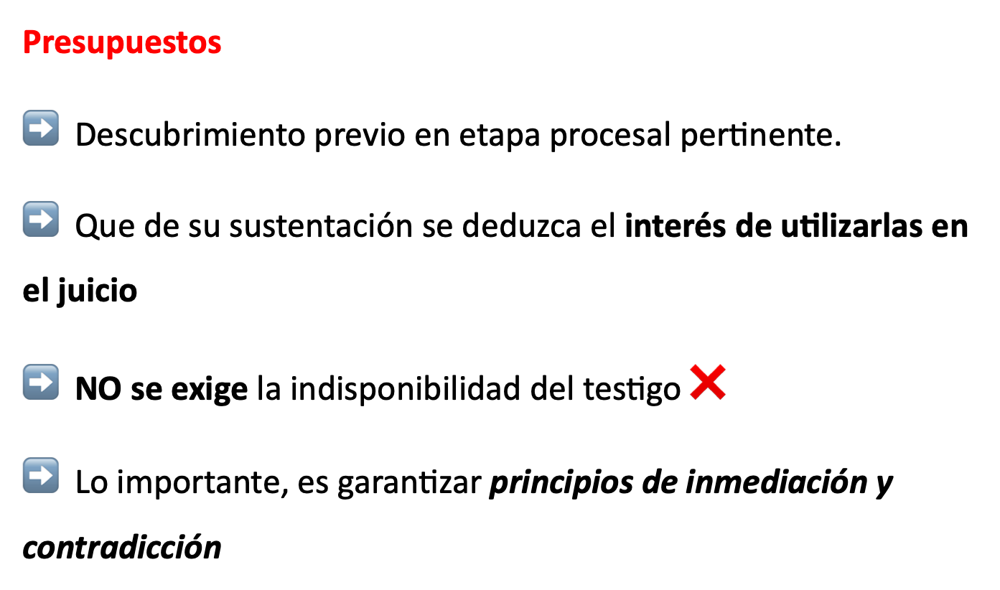 Presupuestos
➡️ Descubrimiento previo en etapa procesal pertinente.
➡️ Que de su sustentación se deduzca el interés de utilizarlas en
el juicio
➡️ NO se exige la indisponibilidad del testigo ❌
➡️ Lo importante, es garantizar principios de inmediación y
contradicción